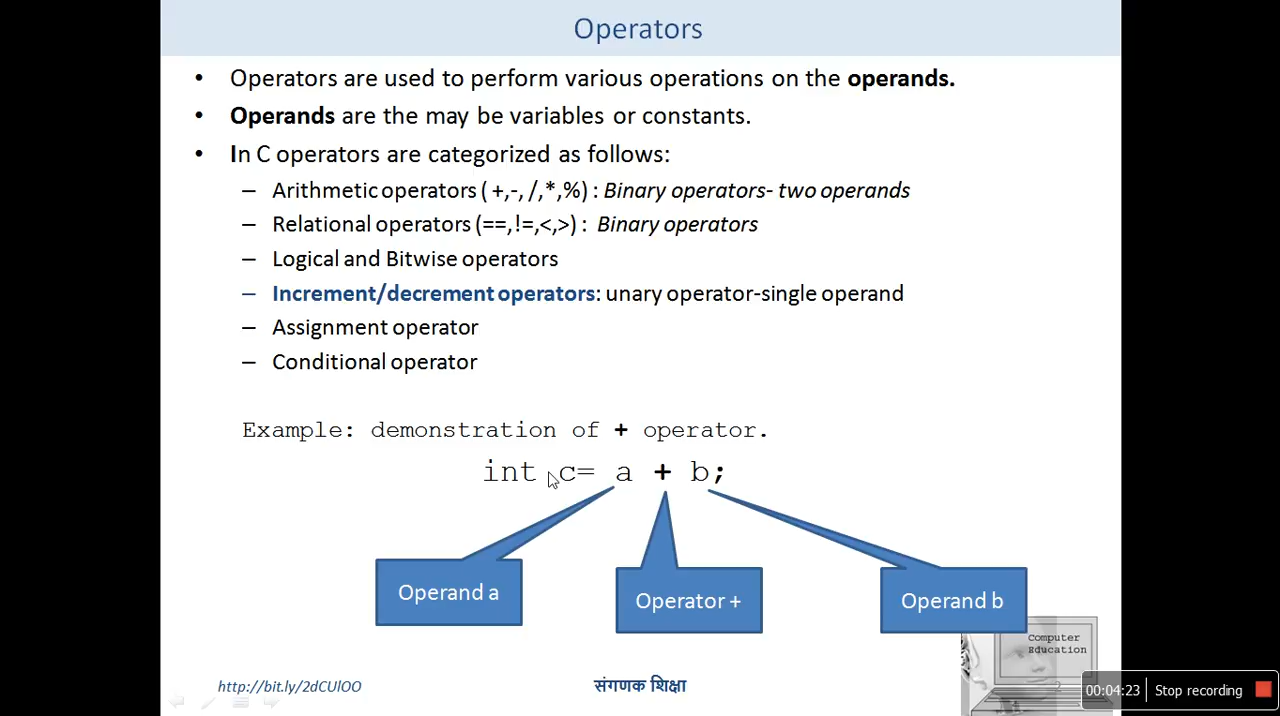 Operators
• Operators are used to perform various operations on the operands.
• Operands are the may be variables or constants.
• In C operators are categorized as follows:
– Arithmetic operators ( +,-, /,*,%) : Binary operators- two operands
– Relational operators (==,!=,<,>) : Binary operators
– Logical and Bitwise operators
– Increment/decrement operators: unary operator-single operand
– Assignment operator
– Conditional operator
Example: demonstration of + operator.
int c= a + b;
Operand a
Operator +
Operand b
Computer
Education
http://bit.ly/2dCUlOO
संगणक शिक्षा
2
00:04:23 Stop recording